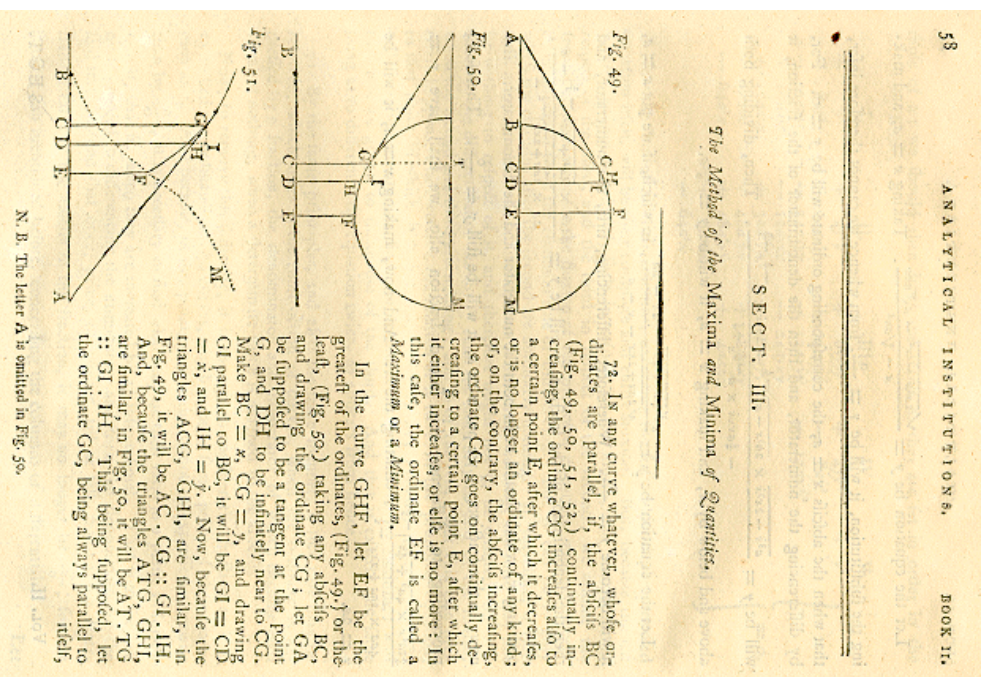 58 ANALYTICAL INSTITUTIONS. BOOK II.
SECT. III.
The Method of the Maxima and Minima of Quantities.
Fig. 49.
G H F
I
A B C D E M
Fig. 50.
T M
G I
H F
B C D E
Fig. 51.
M
G I
H
F
B C D E A
N. B. The letter A is omitted in Fig. 50.
72. IN any curve whatever, whoſe or-
dinates are parallel, if, the abſciſs BC
(Fig. 49, 50, 51, 52,) continually in-
creaſing, the ordinate CG increaſes alſo to
a certain point E, after which it decreaſes,
or is no longer an ordinate of any kind;
or, on the contrary, the abſciſs increaſing,
the ordinate CG goes on continually de-
creaſing to a certain point E, after which
it either increaſes, or elſe is no more: In
this caſe, the ordinate EF is called a
Maximum or a Minimum.
In the curve GHF, let EF be the
greateſt of the ordinates, (Fig. 49.) or the
leaſt, (Fig. 50.) taking any abſciſs BC,
and drawing the ordinate CG; let GA
be ſuppoſed to be a tangent at the point
G, and DH to be infinitely near to CG.
Make BC = x, CG = y, and drawing
GI parallel to BC, it will be GI = CD
= ẋ, and IH = ẏ. Now, becauſe the
triangles ACG, GHI, are ſimilar, in
Fig. 49, it will be AC . CG :: GI . IH.
And, becauſe the triangles ATG, GHI,
are ſimilar, in Fig. 50, it will be AT . TG
:: GI . IH. This being ſuppoſed, let
the ordinate GC, being always parallel to
itſelf,